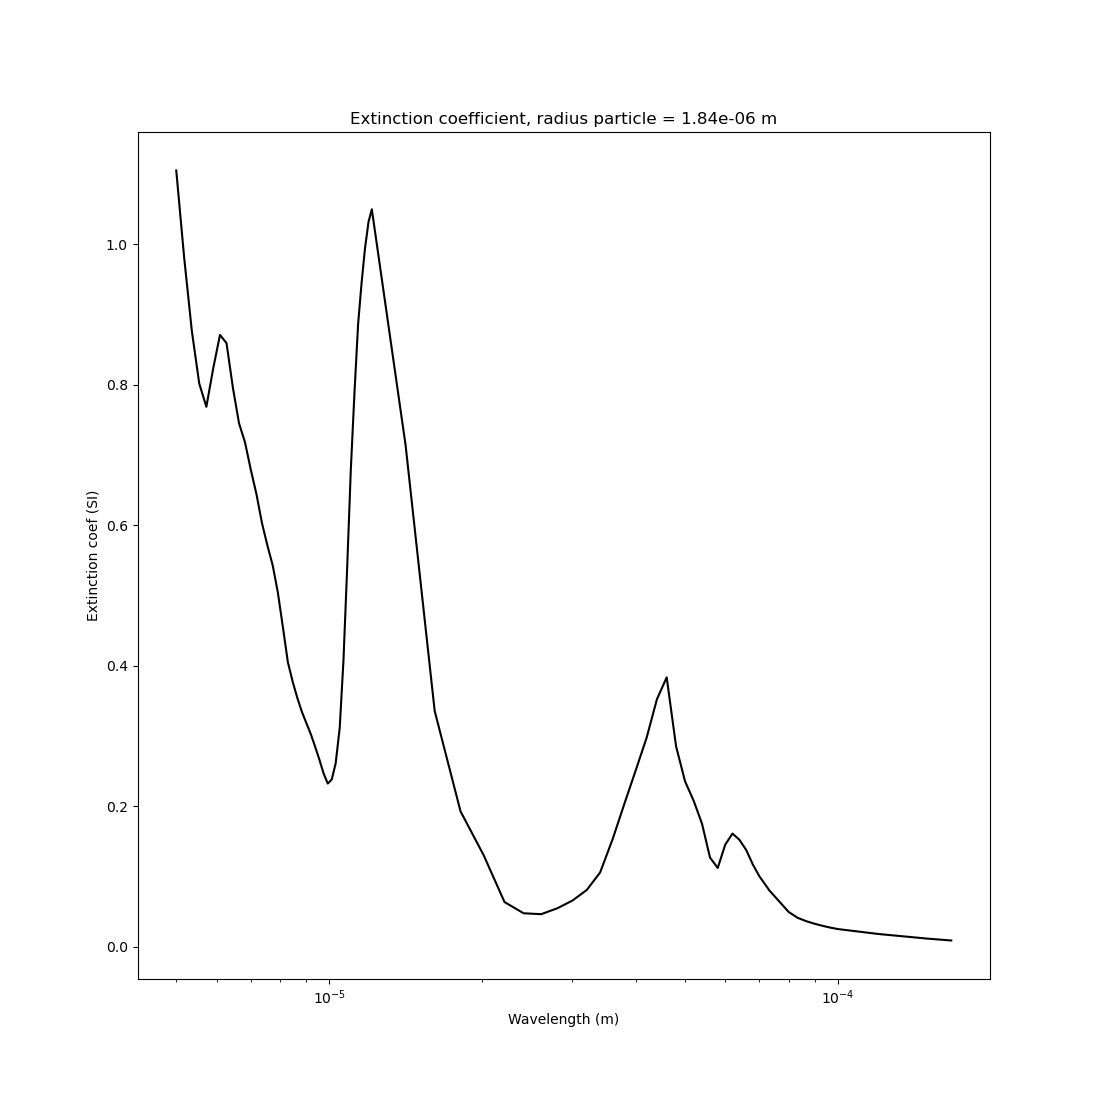 Extinction coefficient, radius particle = 1.84e-06 m
1.0
0.8
0.6
0.4
0.2
0.0
Extinction coef (SI)
10⁻⁵
10⁻⁴
Wavelength (m)